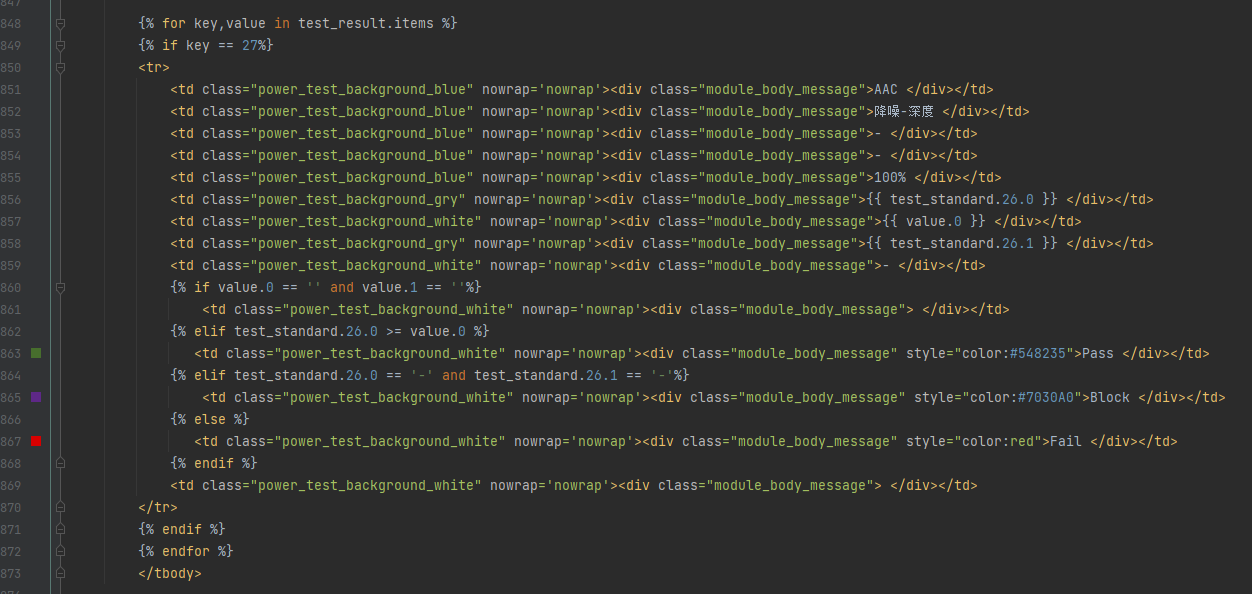 847
848 {% for key,value in test_result.items %}
849 {% if key == 27%}
850 <tr>
851 <td class="power_test_background_blue" nowrap='nowrap'><div class="module_body_message">AAC </div></td>
852 <td class="power_test_background_blue" nowrap='nowrap'><div class="module_body_message">降噪-深度 </div></td>
853 <td class="power_test_background_blue" nowrap='nowrap'><div class="module_body_message">- </div></td>
854 <td class="power_test_background_blue" nowrap='nowrap'><div class="module_body_message">- </div></td>
855 <td class="power_test_background_blue" nowrap='nowrap'><div class="module_body_message">100% </div></td>
856 <td class="power_test_background_gry" nowrap='nowrap'><div class="module_body_message">{{ test_standard.26.0 }} </div></td>
857 <td class="power_test_background_white" nowrap='nowrap'><div class="module_body_message">{{ value.0 }} </div></td>
858 <td class="power_test_background_gry" nowrap='nowrap'><div class="module_body_message">{{ test_standard.26.1 }} </div></td>
859 <td class="power_test_background_white" nowrap='nowrap'><div class="module_body_message">- </div></td>
860 {% if value.0 == '' and value.1 == ''%}
861 <td class="power_test_background_white" nowrap='nowrap'><div class="module_body_message"> </div></td>
862 {% elif test_standard.26.0 >= value.0 %}
863 <td class="power_test_background_white" nowrap='nowrap'><div class="module_body_message" style="color:#548235">Pass </div></td>
864 {% elif test_standard.26.0 == '-' and test_standard.26.1 == '-'%}
865 <td class="power_test_background_white" nowrap='nowrap'><div class="module_body_message" style="color:#7030A0">Block </div></td>
866 {% else %}
867 <td class="power_test_background_white" nowrap='nowrap'><div class="module_body_message" style="color:red">Fail </div></td>
868 {% endif %}
869 <td class="power_test_background_white" nowrap='nowrap'><div class="module_body_message"> </div></td>
870 </tr>
871 {% endif %}
872 {% endfor %}
873 </tbody>